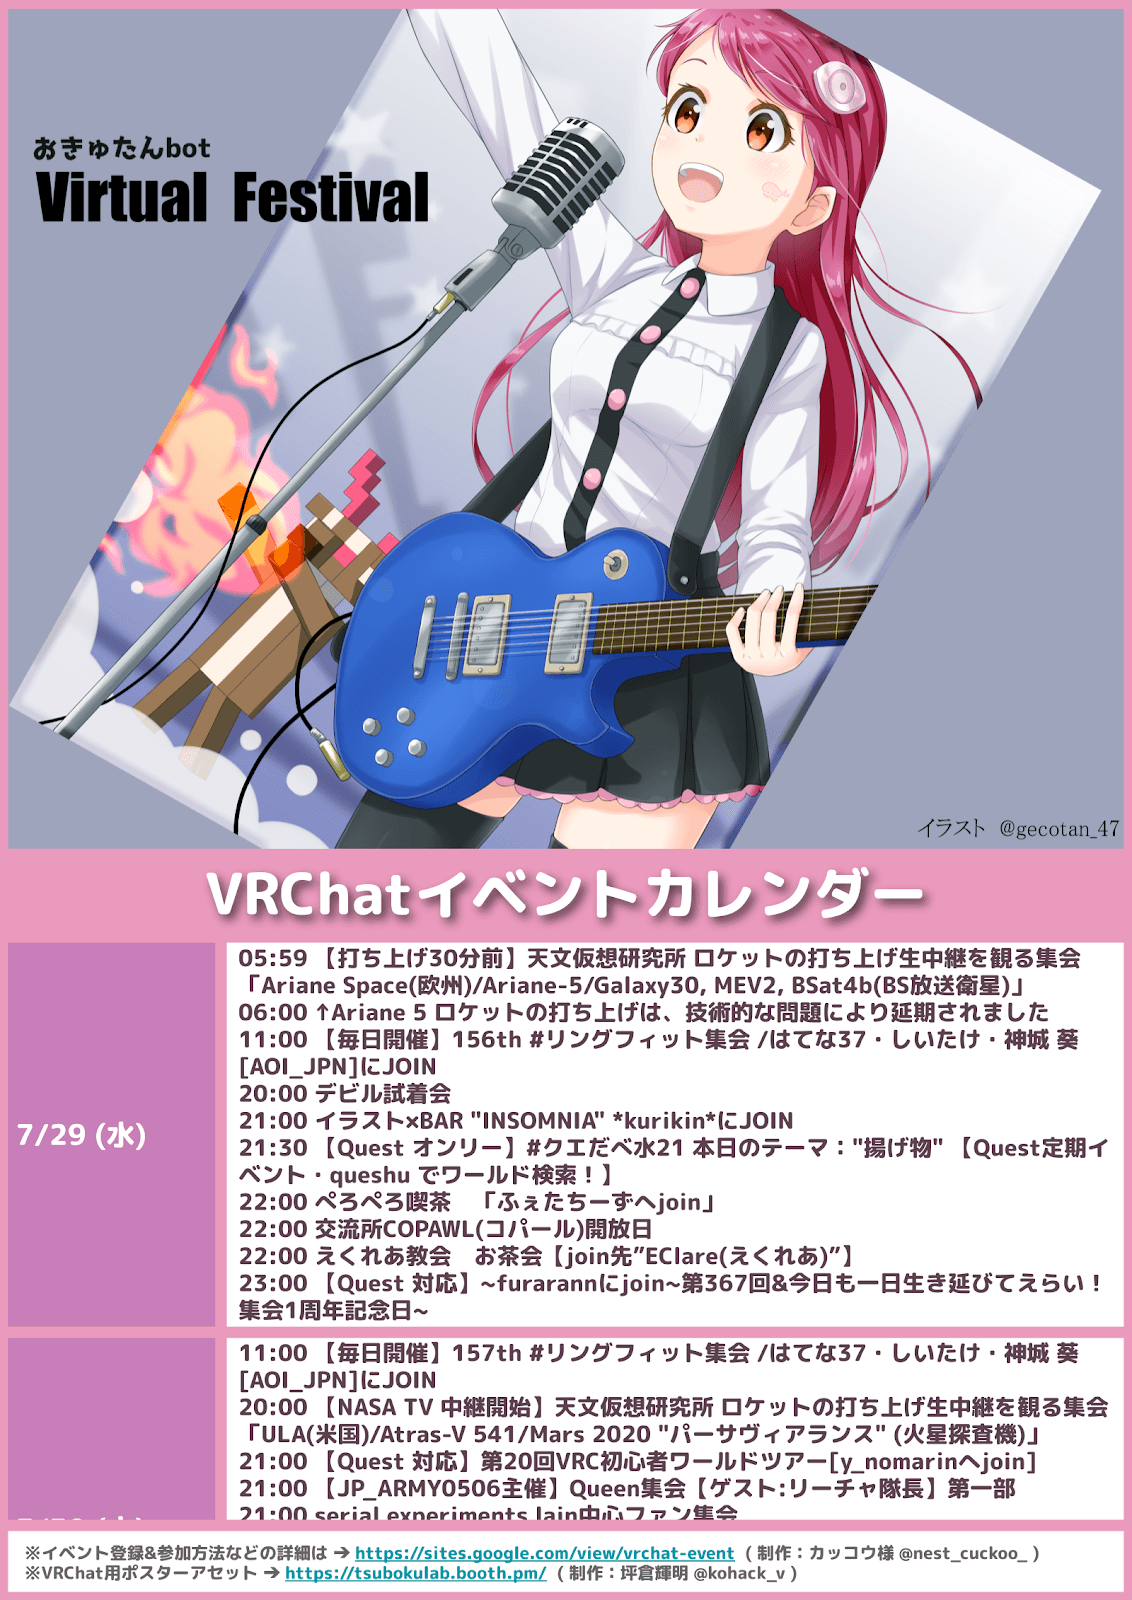 おきゅたんbot
Virtual Festival
イラスト @gecotan_47
VRChatイベントカレンダー
7/29 (水)
05:59 【打ち上げ30分前】天文仮想研究所 ロケットの打ち上げ生中継を観る集会
「Ariane Space(欧州)/Ariane-5/Galaxy30, MEV2, BSat4b(BS放送衛星)」
06:00 ↑Ariane 5 ロケットの打ち上げは、技術的な問題により延期されました
11:00 【毎日開催】156th #リングフィット集会 /はてな37・しいたけ・神城 葵
[AOI_JPN]にJOIN
20:00 デビル試着会
21:00 イラスト×BAR "INSOMNIA" *kurikin*にJOIN
21:30 【Quest オンリー】#クエだべ水21 本日のテーマ："揚げ物" 【Quest定期イ
ベント・queshu でワールド検索！】
22:00 ぺろぺろ喫茶　「ふぇたちーずへjoin」
22:00 交流所COPAWL(コパール)開放日
22:00 えくれあ教会　お茶会【join先”EClare(えくれあ)”】
23:00 【Quest 対応】~furarannにjoin~第367回&今日も一日生き延びてえらい！
集会1周年記念日~
11:00 【毎日開催】157th #リングフィット集会 /はてな37・しいたけ・神城 葵
[AOI_JPN]にJOIN
20:00 【NASA TV 中継開始】天文仮想研究所 ロケットの打ち上げ生中継を観る集会
「ULA(米国)/Atras-V 541/Mars 2020 "パーサヴィアランス" (火星探査機)」
21:00 【Quest 対応】第20回VRC初心者ワールドツアー[y_nomarinへjoin]
21:00 【JP_ARMY0506主催】Queen集会【ゲスト:リーチャ隊長】第一部
21:00 serial experiments lain中心ファン集会
※イベント登録&参加方法などの詳細は ➔ https://sites.google.com/view/vrchat-event ( 制作：カッコウ様 @nest_cuckoo_ )
※VRChat用ポスターアセット ➔ https://tsubokulab.booth.pm/ ( 制作：坪倉輝明 @kohack_v )